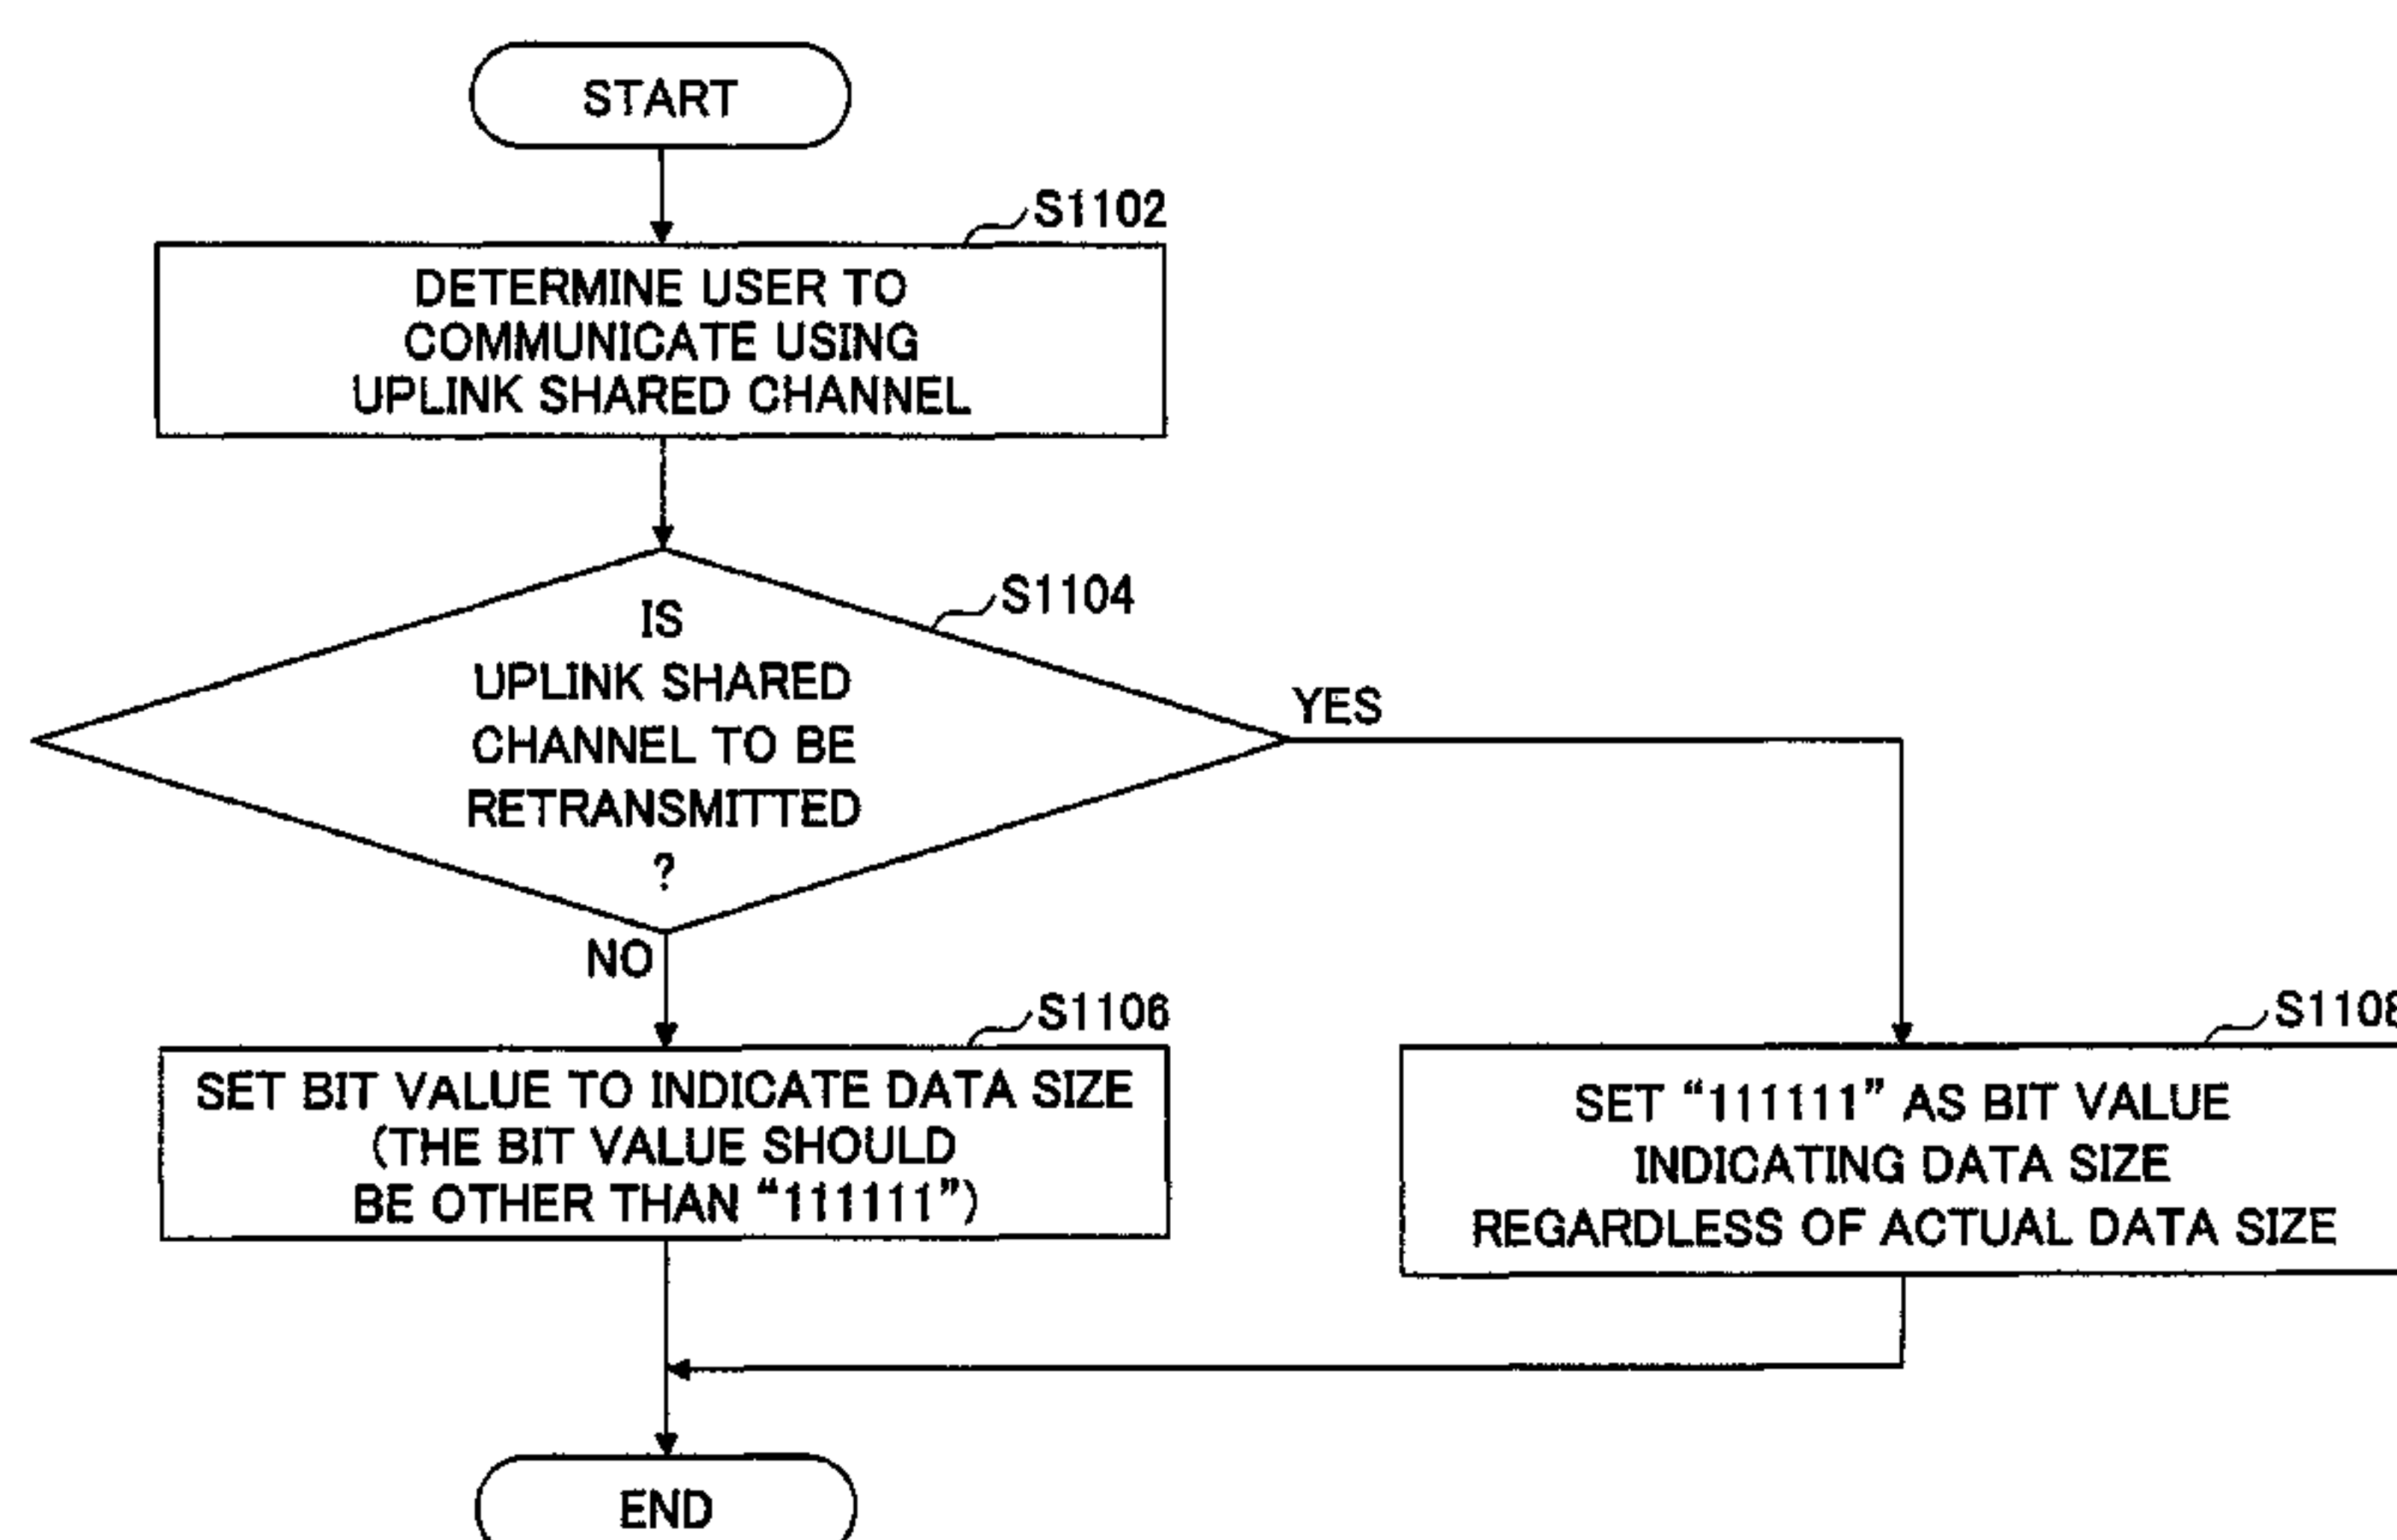 START
S1102
DETERMINE USER TO
COMMUNICATE USING
UPLINK SHARED CHANNEL
S1104
IS
UPLINK SHARED
CHANNEL TO BE
RETRANSMITTED
?
YES
NO
S1106
SET BIT VALUE TO INDICATE DATA SIZE
(THE BIT VALUE SHOULD
BE OTHER THAN “111111”)
S1108
SET “111111” AS BIT VALUE
INDICATING DATA SIZE
REGARDLESS OF ACTUAL DATA SIZE
END